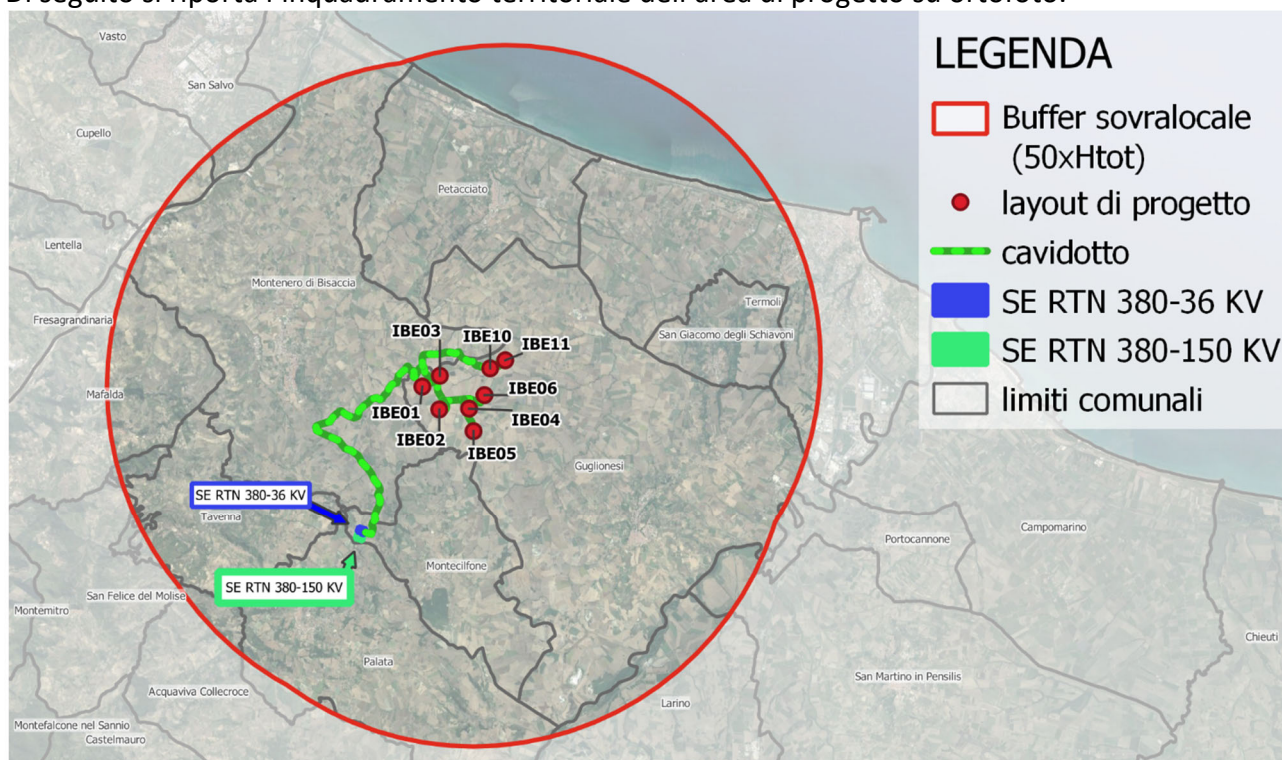 Di seguito si riporta l'inquadramento territoriale dell'area di progetto su ortofoto.
LEGENDA
Buffer sovralocale
(50xHtot)
layout di progetto
cavidotto
SE RTN 380-36 KV
SE RTN 380-150 KV
limiti comunali
Vasto
San Salvo
Cupello
Petacciato
Lentella
Montenero di Bisaccia
Termoli
Fresagrandinaria
San Giacomo degli Schiavoni
IBE03
IBE10
IBE11
Mafalda
IBE06
IBE01
IBE04
IBE02
IBE05
Guglionesi
SE RTN 380-36 KV
Tavenna
Campomarino
Portocannone
Montecilfone
SE RTN 380-150 KV
San Felice del Molise
Montemitro
Chieuti
Palata
San Martino in Pensilis
Acquaviva Collecroce
Larino
Montefalcone nel Sannio
Castelmauro